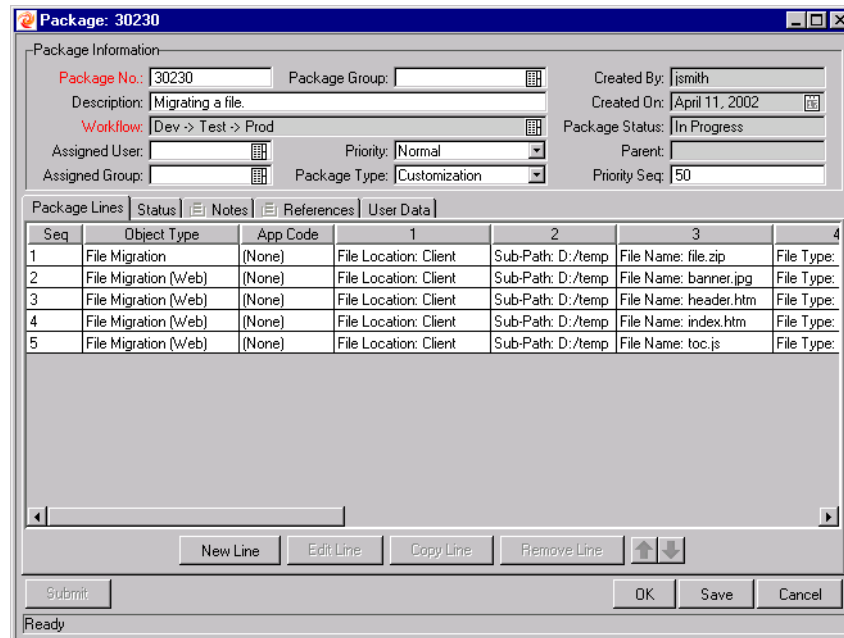 Package: 30230
Package Information
Package No.: 30230 Package Group: Created By: jsmith
Description: Migrating a file. Created On: April 11, 2002
Workflow: Dev -> Test -> Prod Package Status: In Progress
Assigned User: Priority: Normal Parent:
Assigned Group: Package Type: Customization Priority Seq: 50
Package Lines Status Notes References User Data
Seq Object Type App Code 1 2 3 4
1 File Migration (None) File Location: Client Sub-Path: D:/temp File Name: file.zip File Type:
2 File Migration (Web) (None) File Location: Client Sub-Path: D:/temp File Name: banner.jpg File Type:
3 File Migration (Web) (None) File Location: Client Sub-Path: D:/temp File Name: header.htm File Type:
4 File Migration (Web) (None) File Location: Client Sub-Path: D:/temp File Name: index.htm File Type:
5 File Migration (Web) (None) File Location: Client Sub-Path: D:/temp File Name: toc.js File Type:
New Line Edit Line Copy Line Remove Line
Submit OK Save Cancel
Ready